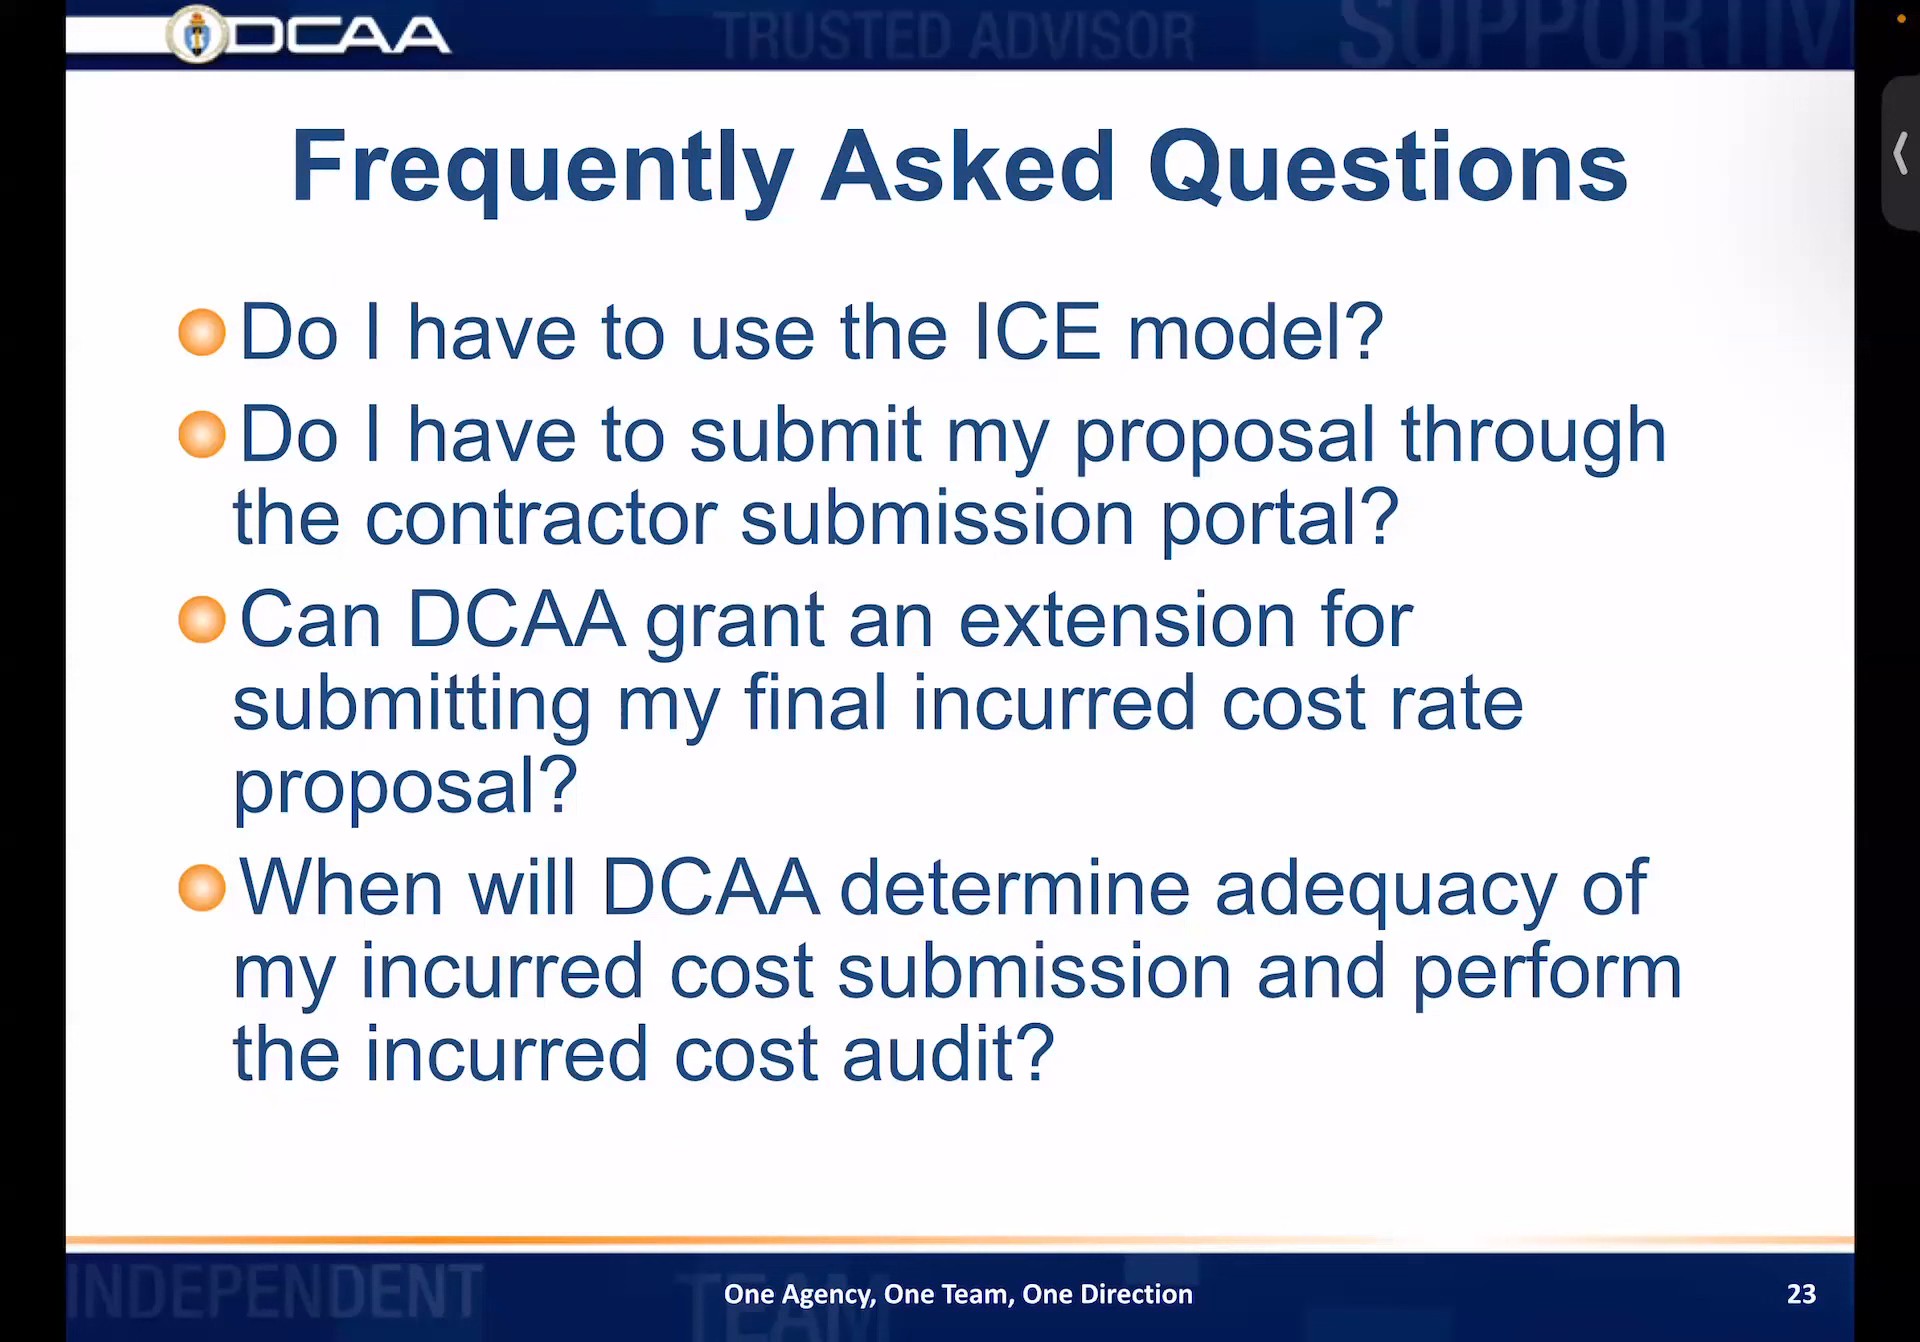 DCAA
TRUSTED ADVISOR
SUPPORTIV
Frequently Asked Questions
Do I have to use the ICE model?
Do I have to submit my proposal through
the contractor submission portal?
Can DCAA grant an extension for
submitting my final incurred cost rate
proposal?
When will DCAA determine adequacy of
my incurred cost submission and perform
the incurred cost audit?
INDEPENDENT
TEAM
One Agency, One Team, One Direction
23